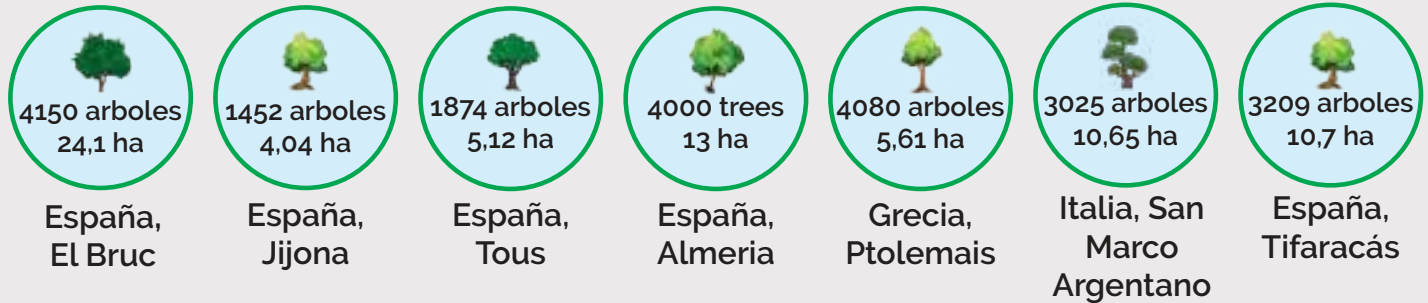 4150 arboles
24,1 ha
España,
El Bruc
1452 arboles
4,04 ha
España,
Jijona
1874 arboles
5,12 ha
España,
Tous
4000 trees
13 ha
España,
Almeria
4080 arboles
5,61 ha
Grecia,
Ptolemais
3025 arboles
10,65 ha
Italia, San
Marco
Argentano
3209 arboles
10,7 ha
España,
Tifaracás